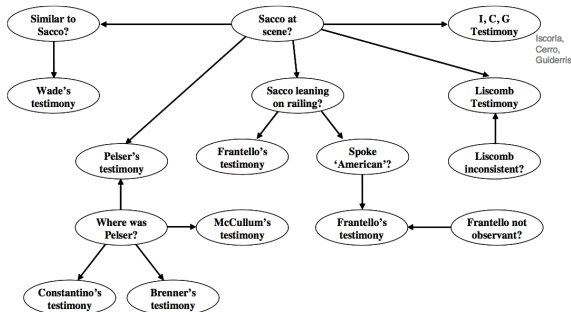 Similar to
Sacco?
Sacco at
scene?
I, C, G
Testimony
Iscorla,
Cerro,
Guiderris
Wade's
testimony
Sacco leaning
on railing?
Liscomb
Testimony
Pelser's
testimony
Frantello's
testimony
Spoke
'American'?
Liscomb
inconsistent?
Where was
Pelser?
McCullum's
testimony
Frantello's
testimony
Frantello not
observant?
Constantino's
testimony
Brenner's
testimony